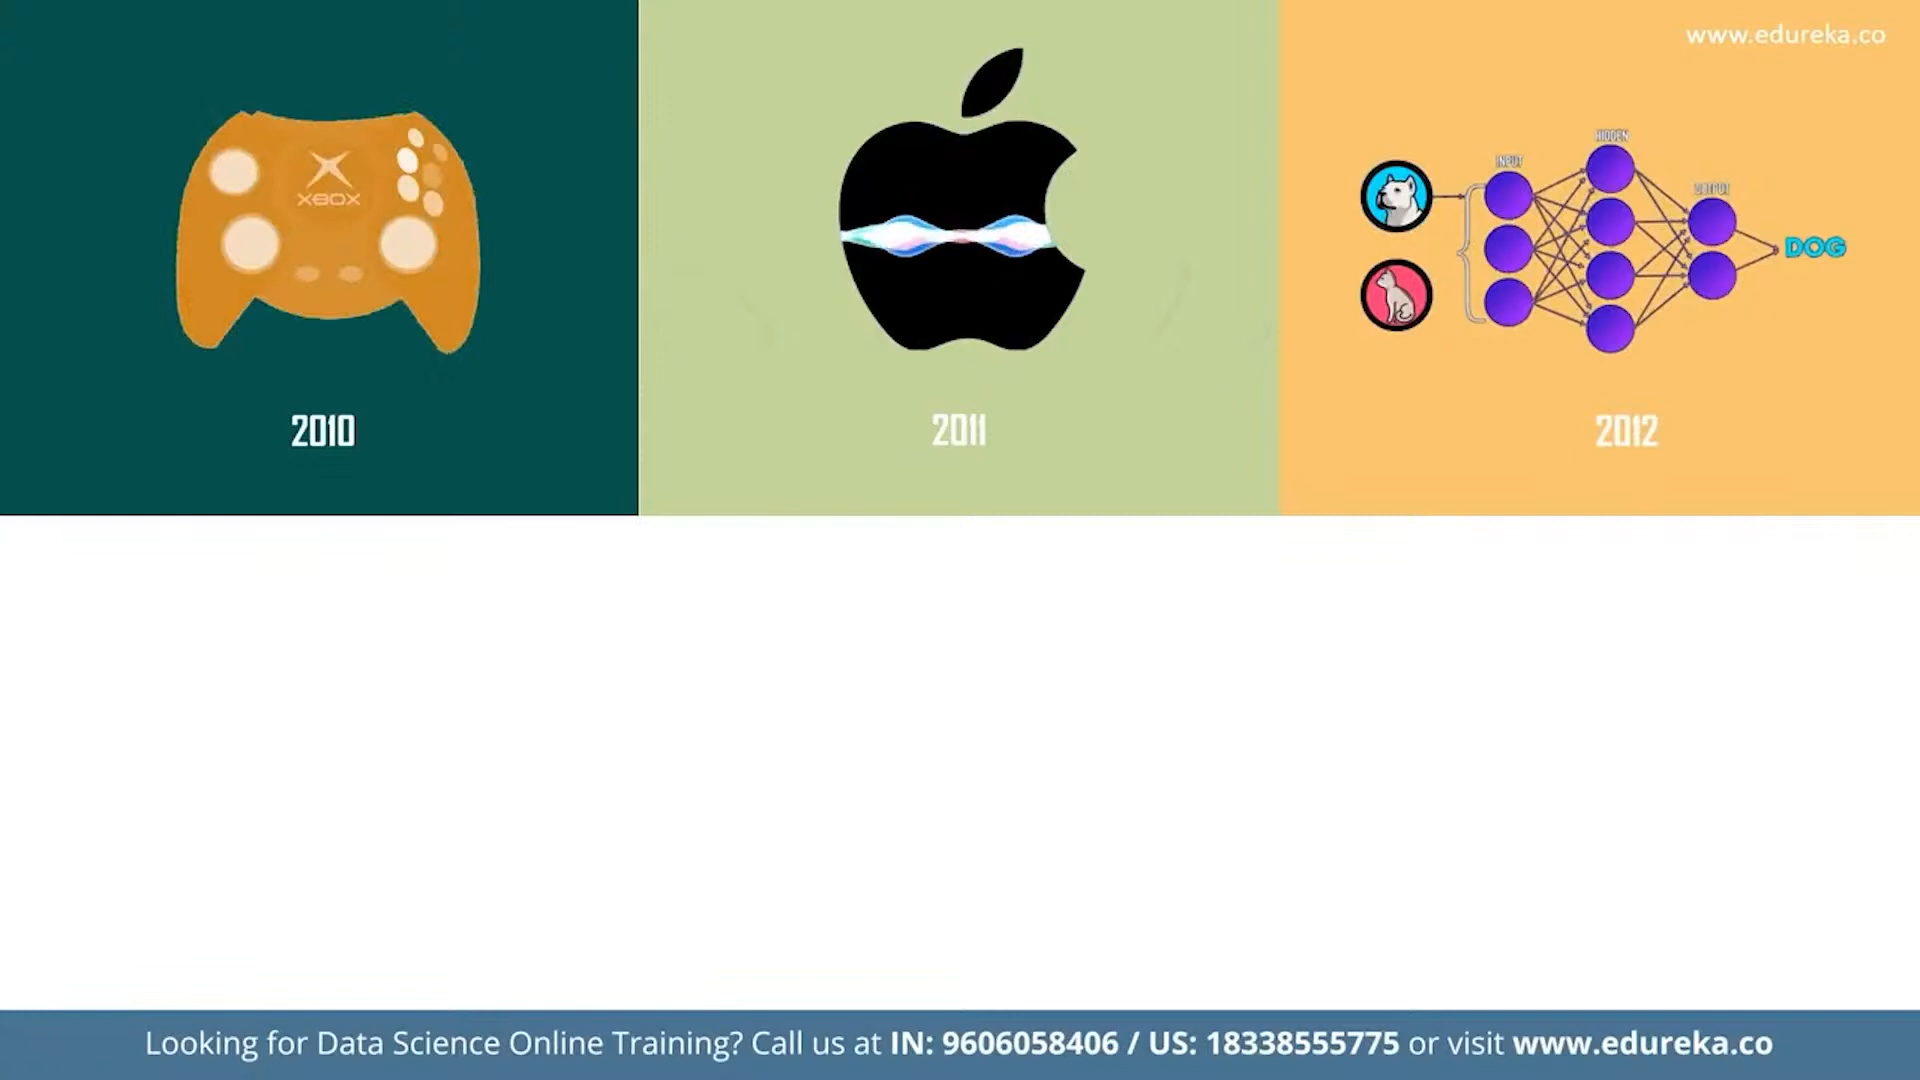 www.edureka.co
XBOX
HIDDEN
INPUT
OUTPUT
DOG
2010
2011
2012
Looking for Data Science Online Training? Call us at IN: 9606058406 / US: 18338555775 or visit www.edureka.co